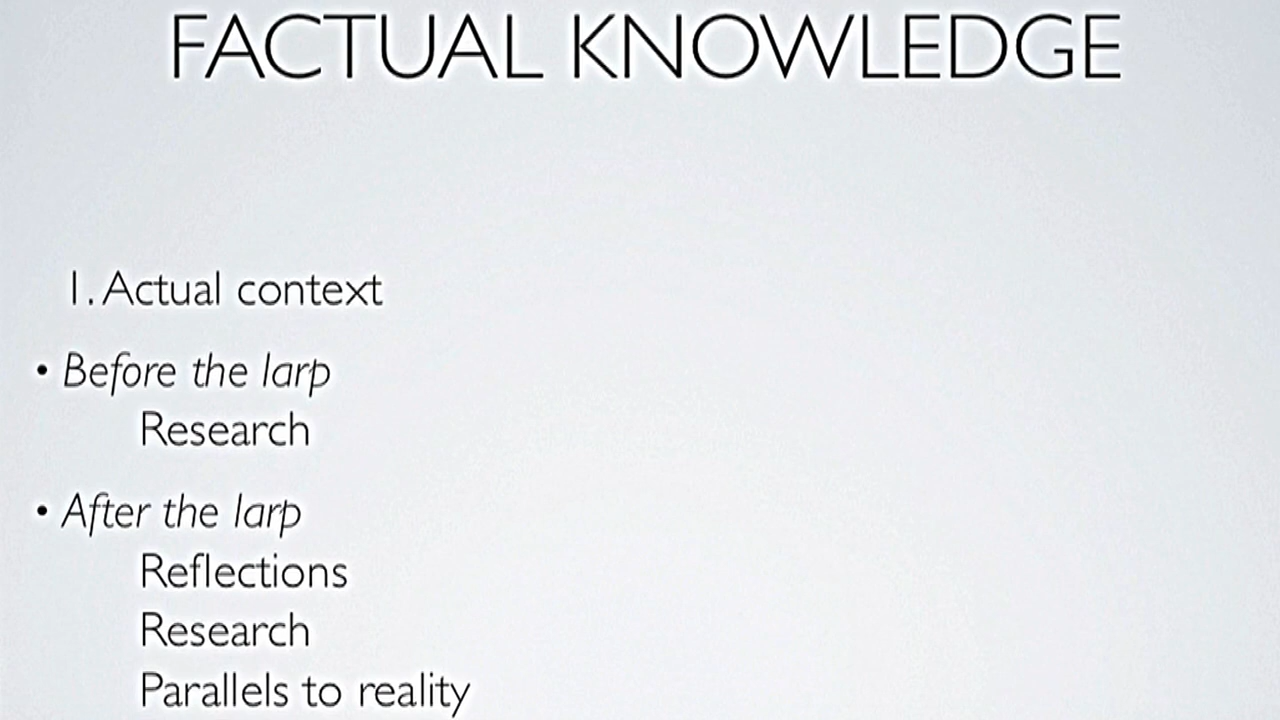 FACTUAL KNOWLEDGE
1. Actual context
• Before the larp
Research
• After the larp
Reflections
Research
Parallels to reality